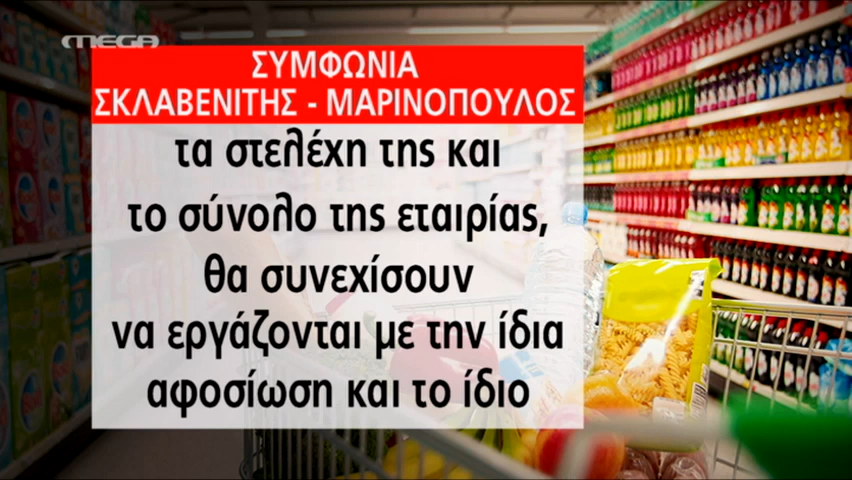 MEGA
ΣΥΜΦΩΝΙΑ
ΣΚΛΑΒΕΝΙΤΗΣ - ΜΑΡΙΝΟΠΟΥΛΟΣ
τα στελέχη της και
το σύνολο της εταιρίας,
θα συνεχίσουν
να εργάζονται με την ίδια
αφοσίωση και το ίδιο